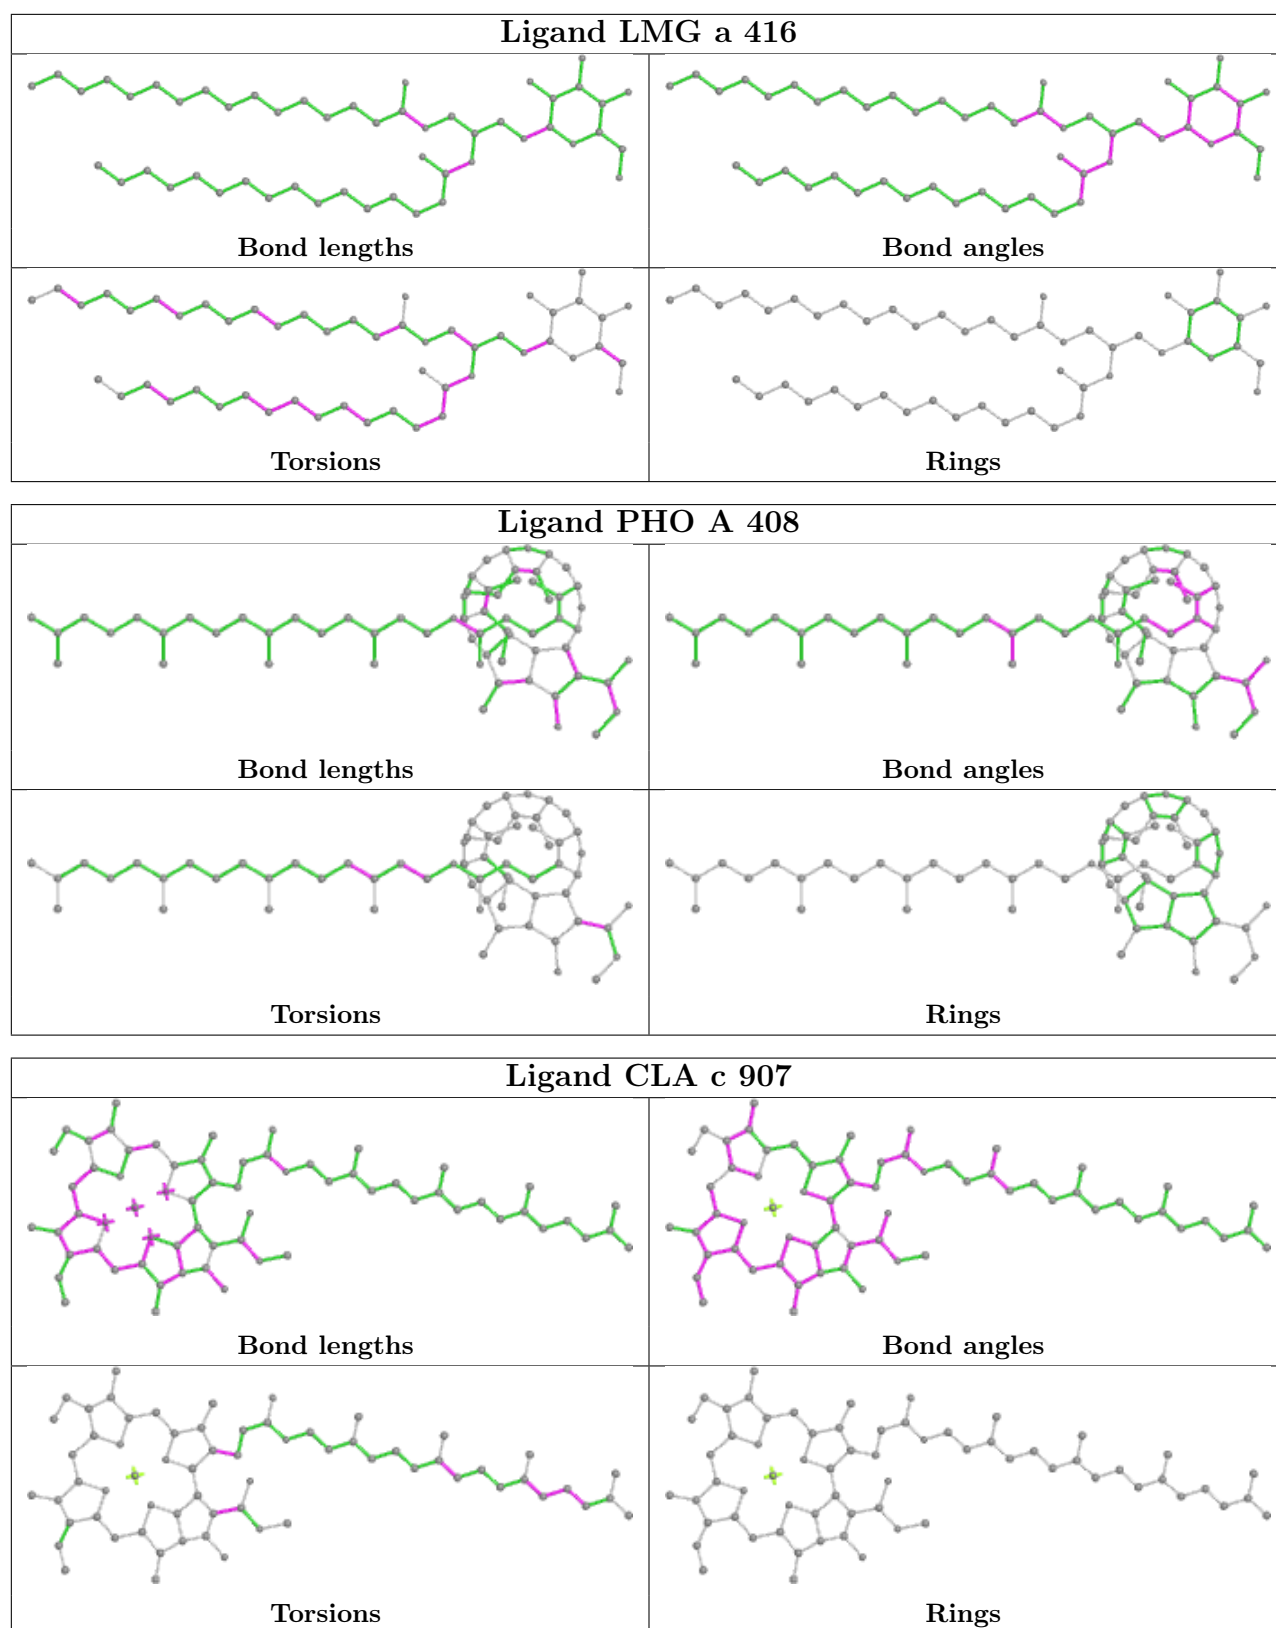 Ligand LMG a 416
Bond lengths
Bond angles
Torsions
Rings
Ligand PHO A 408
Bond lengths
Bond angles
Torsions
Rings
Ligand CLA c 907
Bond lengths
Bond angles
Torsions
Rings